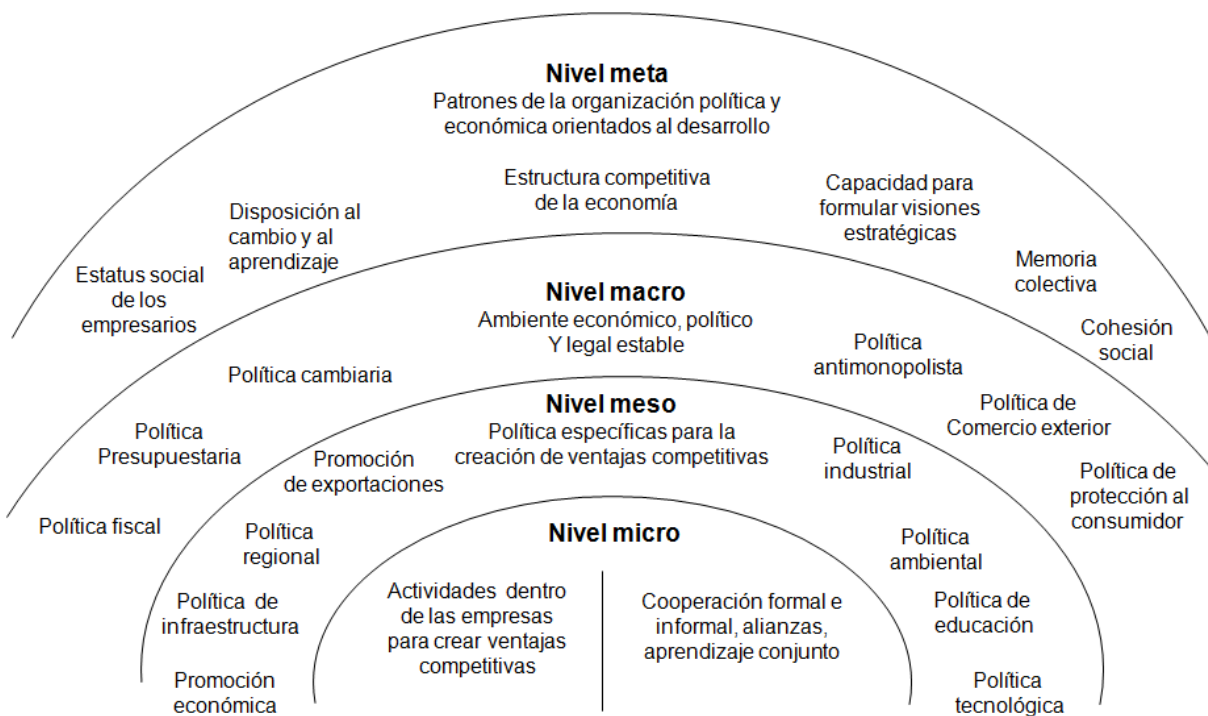 Nivel meta
Patrones de la organización política y
económica orientados al desarrollo
Estatus social
de los
empresarios
Disposición al
cambio y al
aprendizaje
Estructura competitiva
de la economía
Capacidad para
formular visiones
estratégicas
Memoria
colectiva
Cohesión
social
Nivel macro
Ambiente económico, político
Y legal estable
Política fiscal
Política
Presupuestaria
Política cambiaria
Política
antimonopolista
Política de
Comercio exterior
Política de
protección al
consumidor
Nivel meso
Política específicas para la
creación de ventajas competitivas
Promoción
económica
Política de
infraestructura
Política
regional
Promoción
de exportaciones
Política
industrial
Política
ambiental
Política de
educación
Política
tecnológica
Nivel micro
Actividades dentro
de las empresas
para crear ventajas
competitivas
Cooperación formal e
informal, alianzas,
aprendizaje conjunto